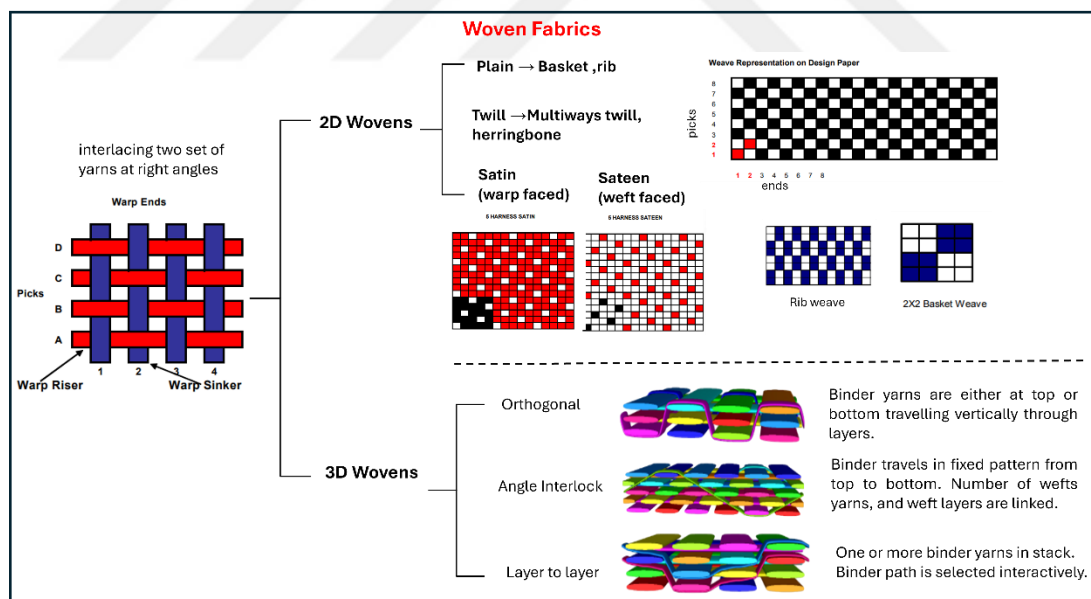 Woven Fabrics
interlacing two set of
yarns at right angles
Warp Ends
D
C
Picks
B
A
1 2 3 4
Warp Riser
Warp Sinker
2D Wovens
Plain → Basket ,rib
Twill →Multiways twill,
herringbone
Satin
(warp faced)
Sateen
(weft faced)
5 HARNESS SATIN
5 HARNESS SATEEN
Weave Representation on Design Paper
picks
8
7
6
5
4
3
2
1
1 2 3 4 5 6 7 8
ends
Rib weave
2X2 Basket Weave
3D Wovens
Orthogonal
Binder yarns are either at top or
bottom travelling vertically through
layers.
Angle Interlock
Binder travels in fixed pattern from
top to bottom. Number of wefts
yarns, and weft layers are linked.
Layer to layer
One or more binder yarns in stack.
Binder path is selected interactively.